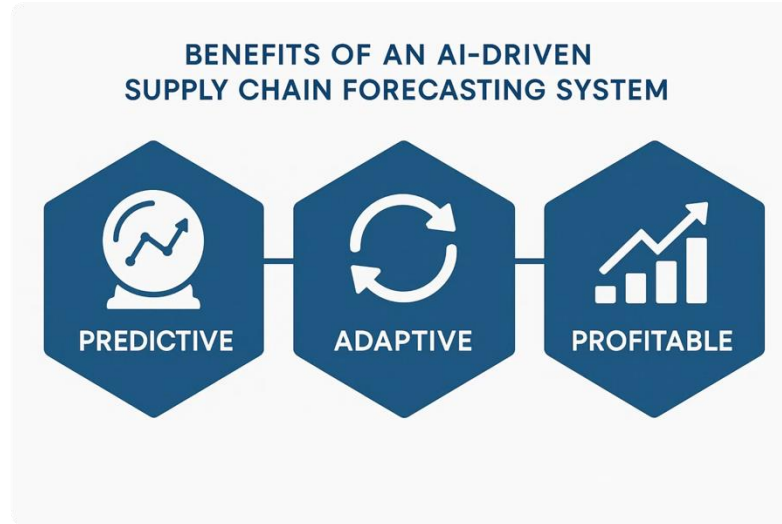 BENEFITS OF AN AI-DRIVEN
SUPPLY CHAIN FORECASTING SYSTEM
PREDICTIVE
ADAPTIVE
PROFITABLE